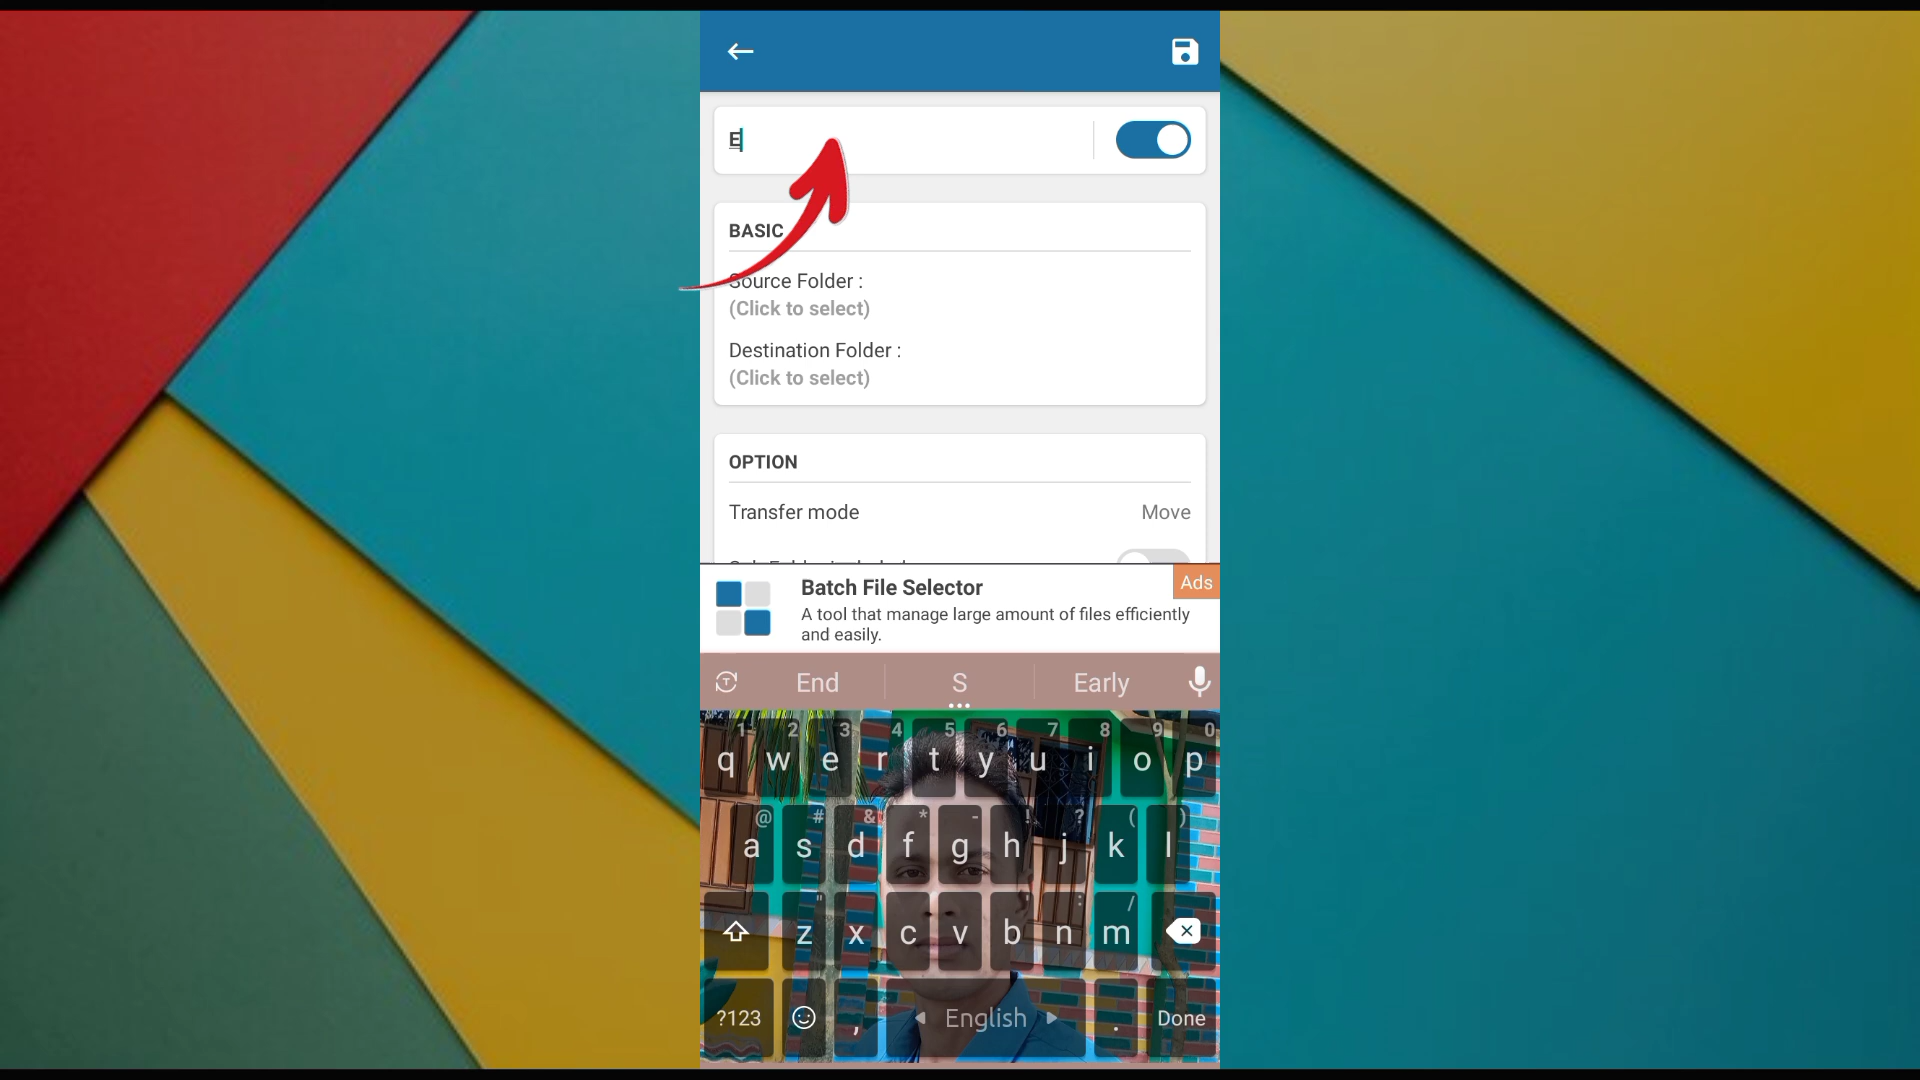 E
BASIC
Source Folder :
(Click to select)
Destination Folder :
(Click to select)
OPTION
Transfer mode Move
Batch File Selector Ads
A tool that manage large amount of files efficiently
and easily.
End S Early
1 2 3 4 5 6 7 8 9 0
q w e r t y u i o p
@ # & * - ! ? ( )
a s d f g h j k l
" ' : /
z x c v b n m
?123 , English . Done